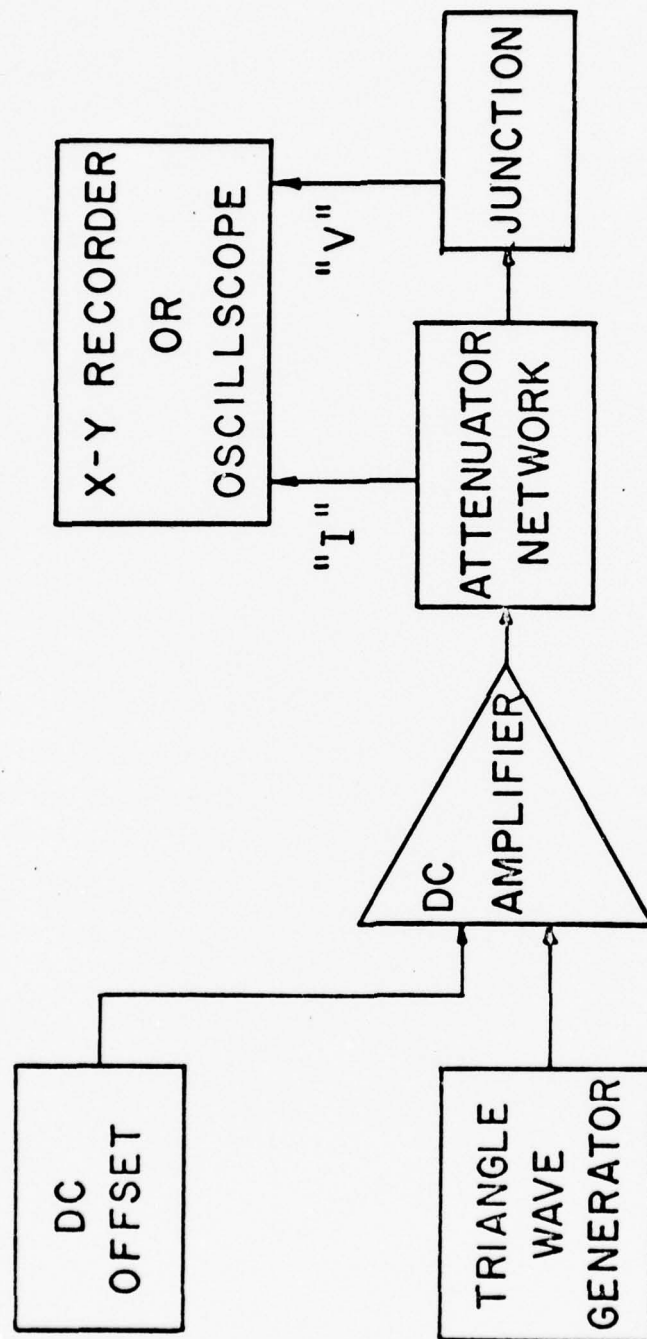 DC
OFFSET
TRIANGLE
WAVE
GENERATOR
DC
AMPLIFIER
ATTENUATOR
NETWORK
"I"
"V"
X-Y RECORDER
OR
OSCILLSCOPE
JUNCTION